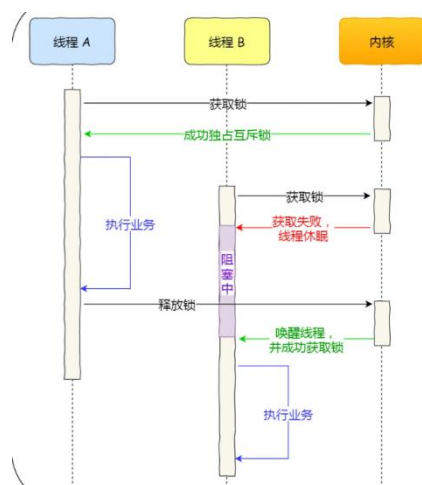 线程 A
线程 B
内核
获取锁
成功独占互斥锁
获取锁
执行业务
获取失败，
线程休眠
阻
塞
中
释放锁
唤醒线程，
并成功获取锁
执行业务